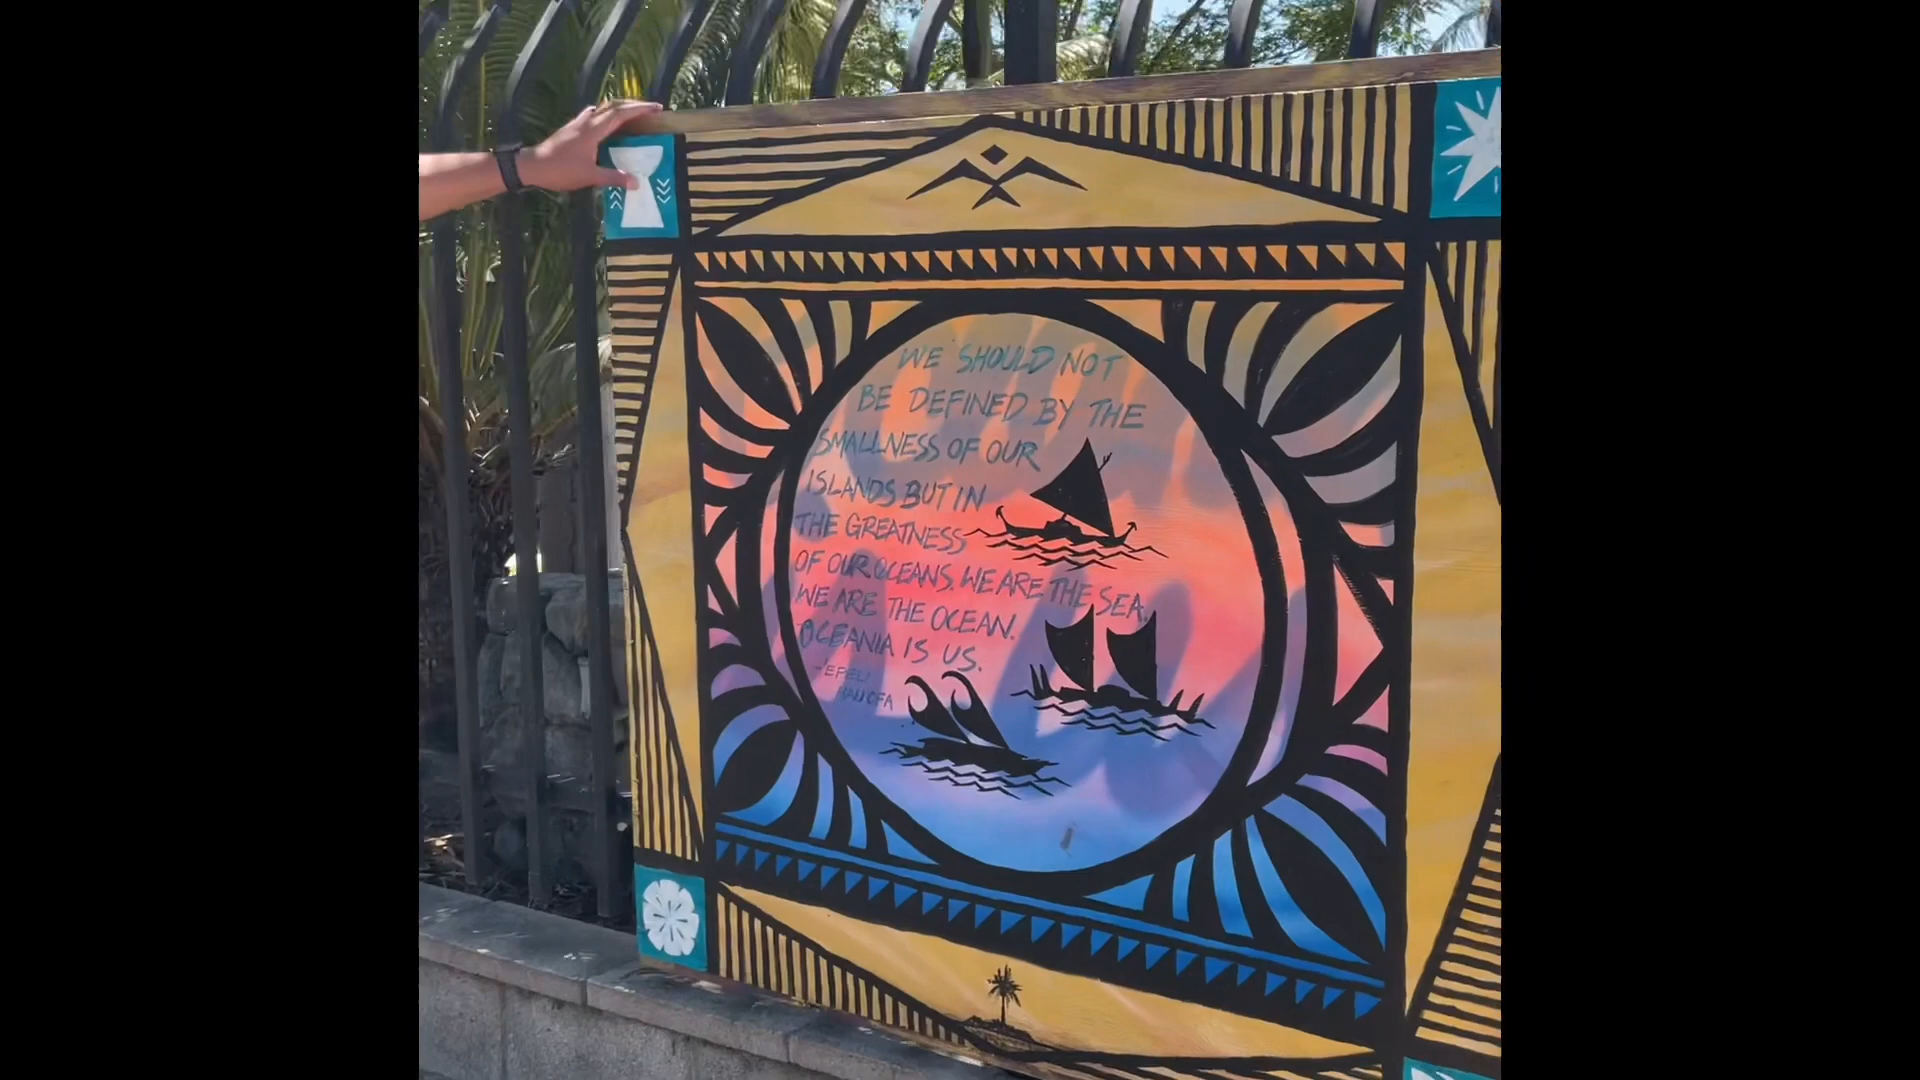 WE SHOULD NOT
BE DEFINED BY THE
SMALLNESS OF OUR
ISLANDS BUT IN
THE GREATNESS
OF OUR OCEANS. WE ARE THE SEA.
WE ARE THE OCEAN.
OCEANIA IS US.
- EPELI
HAU'OFA